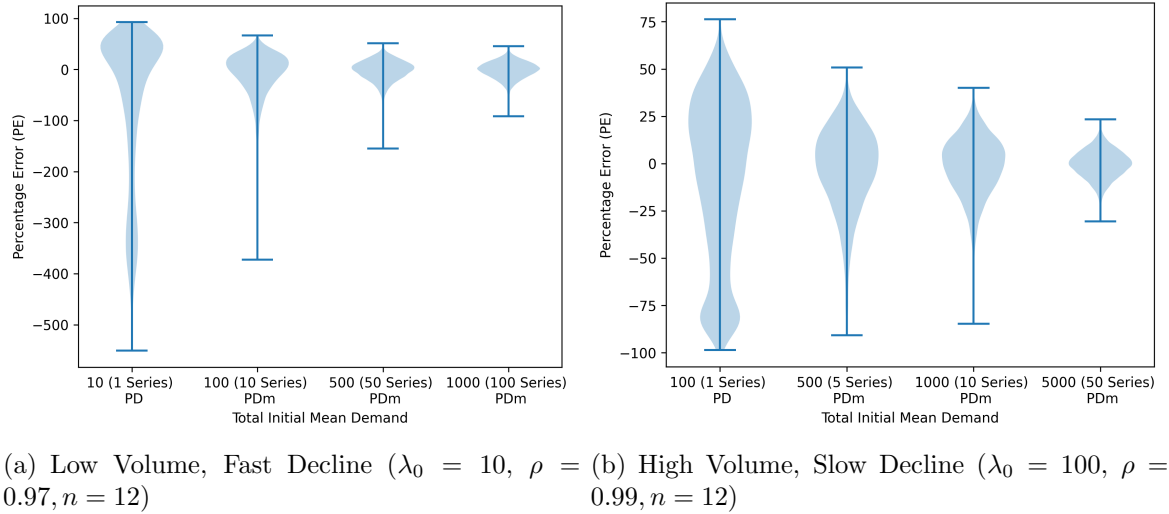 100
0
−100
−200
−300
−400
−500
Percentage Error (PE)
10 (1 Series) 100 (10 Series) 500 (50 Series) 1000 (100 Series)
PD PDm PDm PDm
Total Initial Mean Demand
75
50
25
0
−25
−50
−75
−100
Percentage Error (PE)
100 (1 Series) 500 (5 Series) 1000 (10 Series) 5000 (50 Series)
PD PDm PDm PDm
Total Initial Mean Demand
(a) Low Volume, Fast Decline (λ₀ = 10, ρ =
0.97, n = 12)
(b) High Volume, Slow Decline (λ₀ = 100, ρ =
0.99, n = 12)